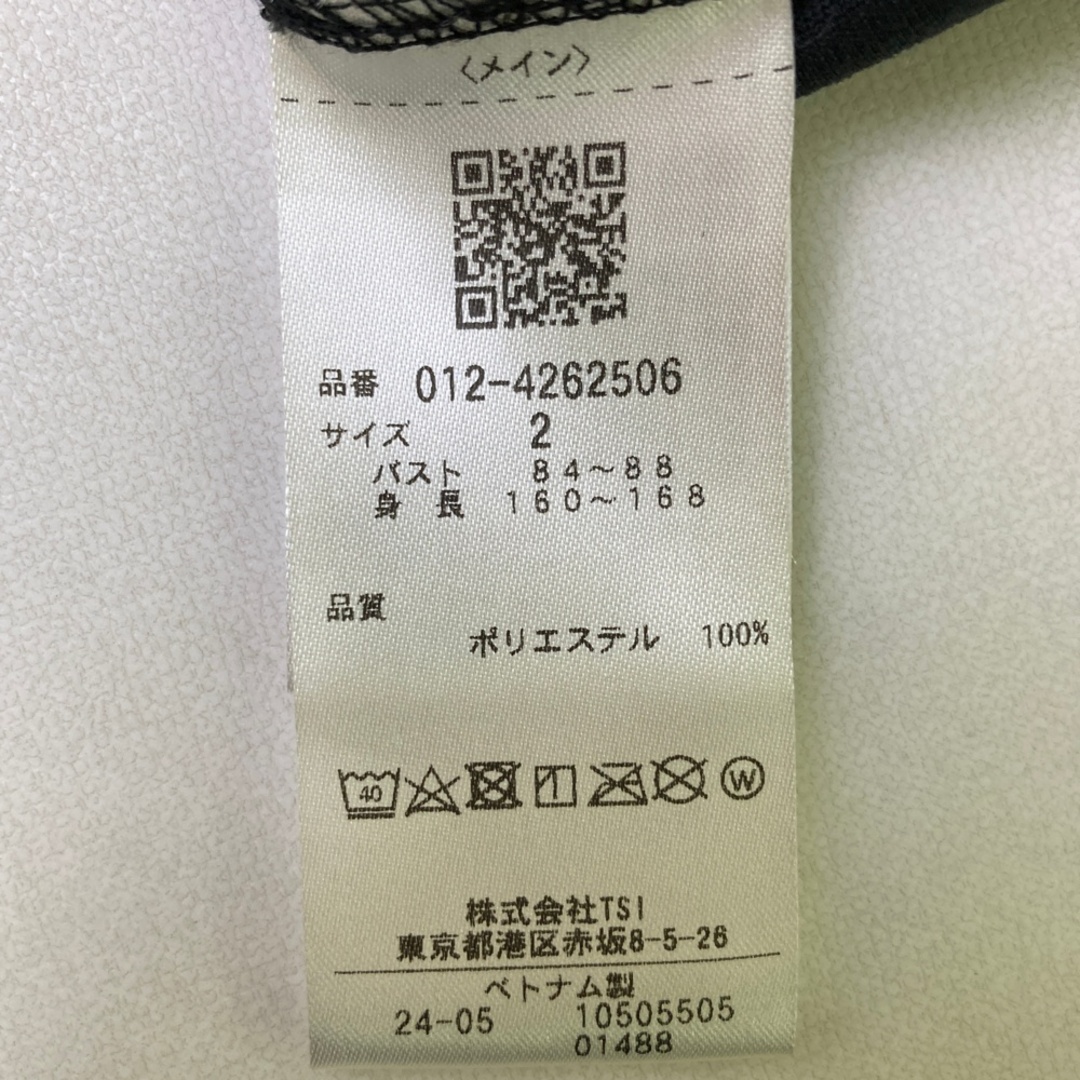 〈メイン〉
品番 012-4262506
サイズ 2
バスト 84～88
身長 160～168
品質
ポリエステル 100%
40
W
株式会社TSI
東京都港区赤坂8-5-26
ベトナム製
24-05 10505505
01488